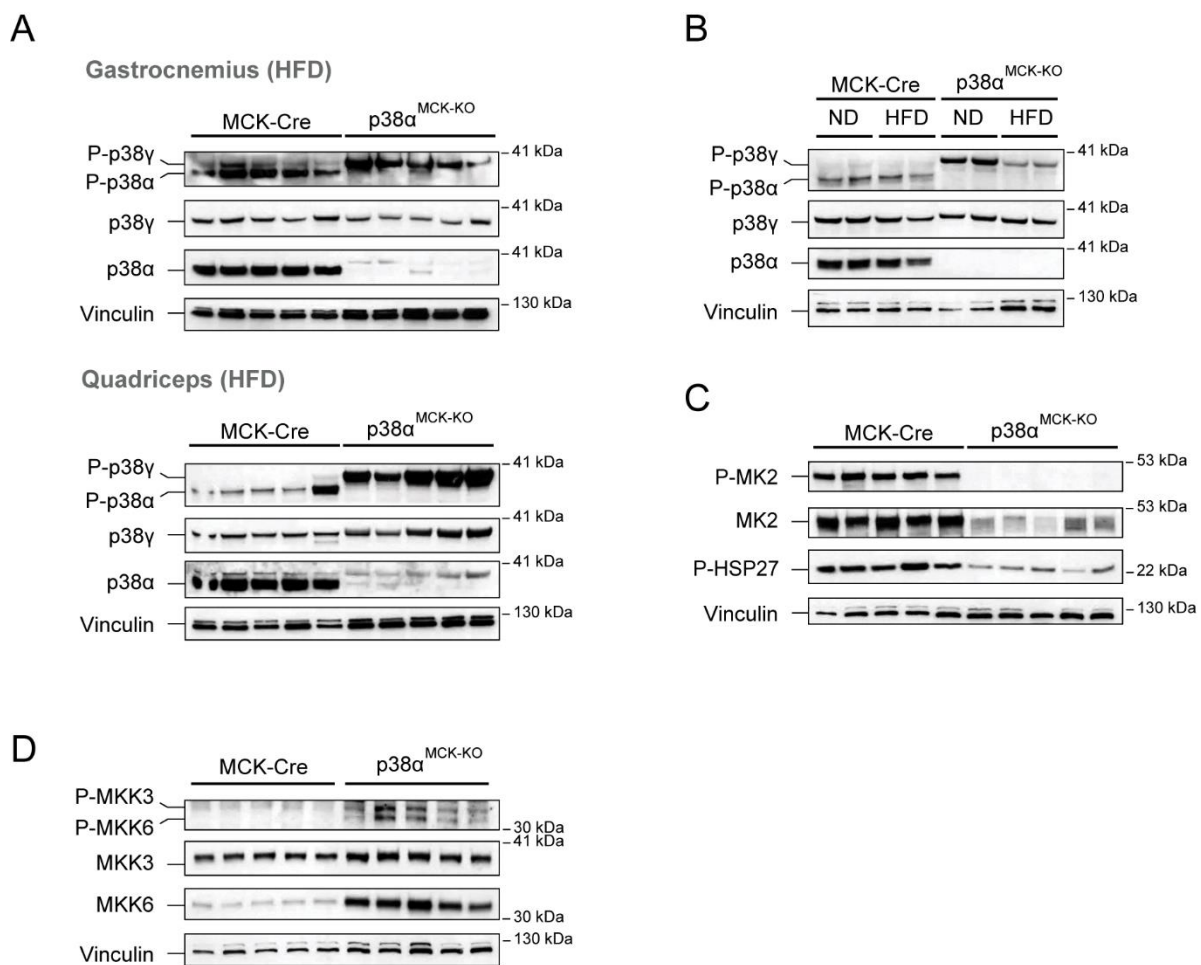 A
Gastrocnemius (HFD)
MCK-Cre p38α^MCK-KO
P-p38γ
P-p38α
41 kDa
p38γ
41 kDa
p38α
41 kDa
Vinculin
130 kDa
Quadriceps (HFD)
MCK-Cre p38α^MCK-KO
P-p38γ
P-p38α
41 kDa
p38γ
41 kDa
p38α
41 kDa
Vinculin
130 kDa
B
MCK-Cre p38α^MCK-KO
ND HFD ND HFD
P-p38γ
P-p38α
41 kDa
p38γ
41 kDa
p38α
41 kDa
Vinculin
130 kDa
C
MCK-Cre p38α^MCK-KO
P-MK2
53 kDa
MK2
53 kDa
P-HSP27
22 kDa
Vinculin
130 kDa
D
MCK-Cre p38α^MCK-KO
P-MKK3
P-MKK6
30 kDa
MKK3
41 kDa
MKK6
30 kDa
Vinculin
130 kDa